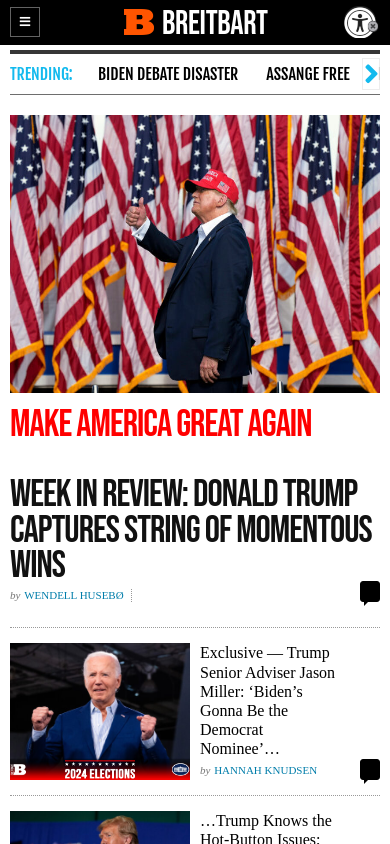 BREITBART
TRENDING:
BIDEN DEBATE DISASTER
ASSANGE FREE
MAKE AMERICA GREAT AGAIN
WEEK IN REVIEW: DONALD TRUMP
CAPTURES STRING OF MOMENTOUS
WINS
by WENDELL HUSEBØ
Exclusive — Trump
Senior Adviser Jason
Miller: ‘Biden’s
Gonna Be the
Democrat
Nominee’…
by HANNAH KNUDSEN
B
2024 ELECTIONS
…Trump Knows the
Hot-Button Issues: